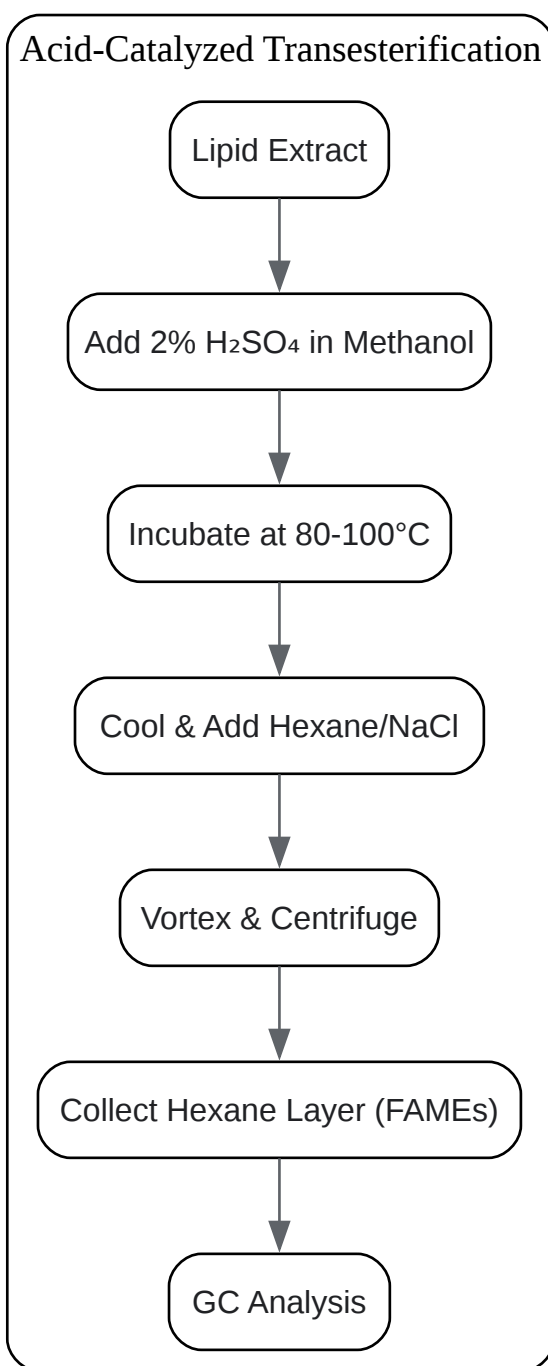 Acid-Catalyzed Transesterification
Lipid Extract
Add 2% H₂SO₄ in Methanol
Incubate at 80-100°C
Cool & Add Hexane/NaCl
Vortex & Centrifuge
Collect Hexane Layer (FAMEs)
GC Analysis